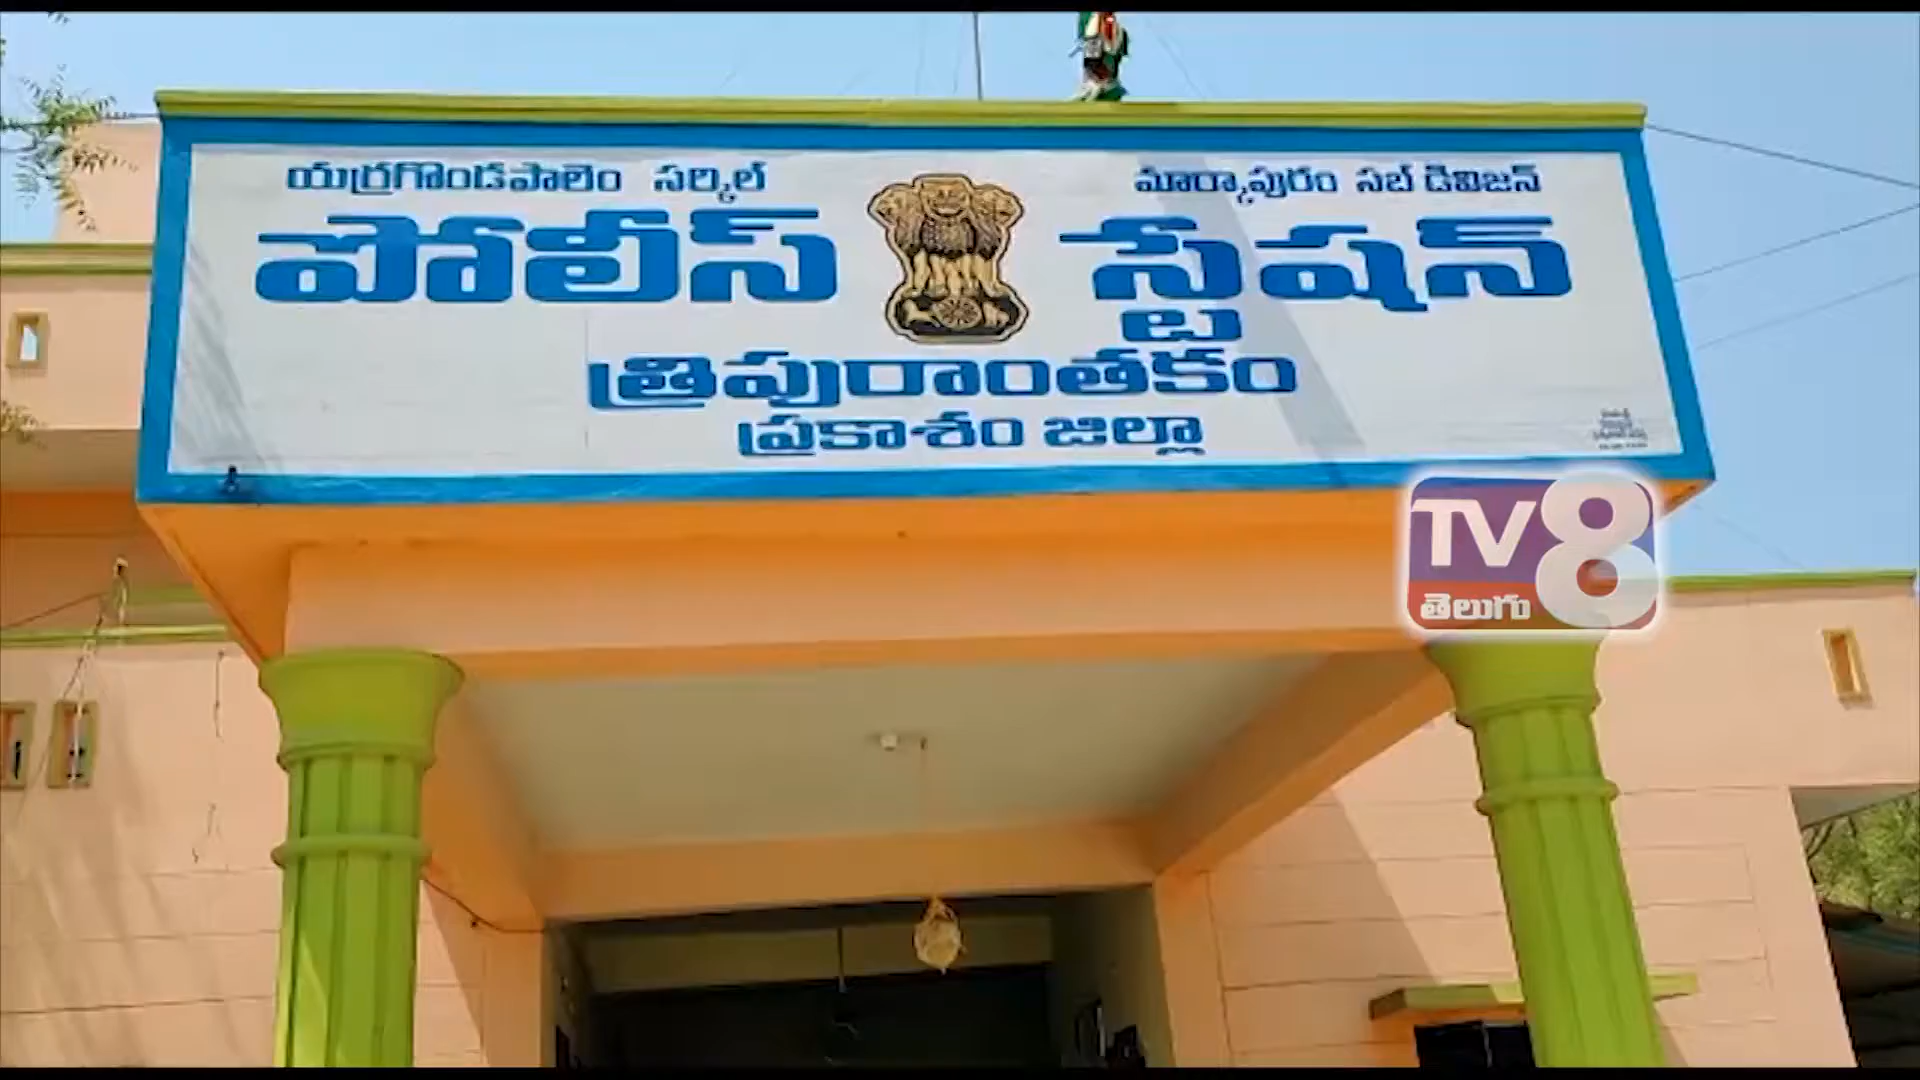 యర్రగొండపాలెం సర్కిల్ మార్కాపురం సబ్ డివిజన్
పోలీస్ స్టేషన్
త్రిపురాంతకం
ప్రకాశం జిల్లా
TV8
తెలుగు